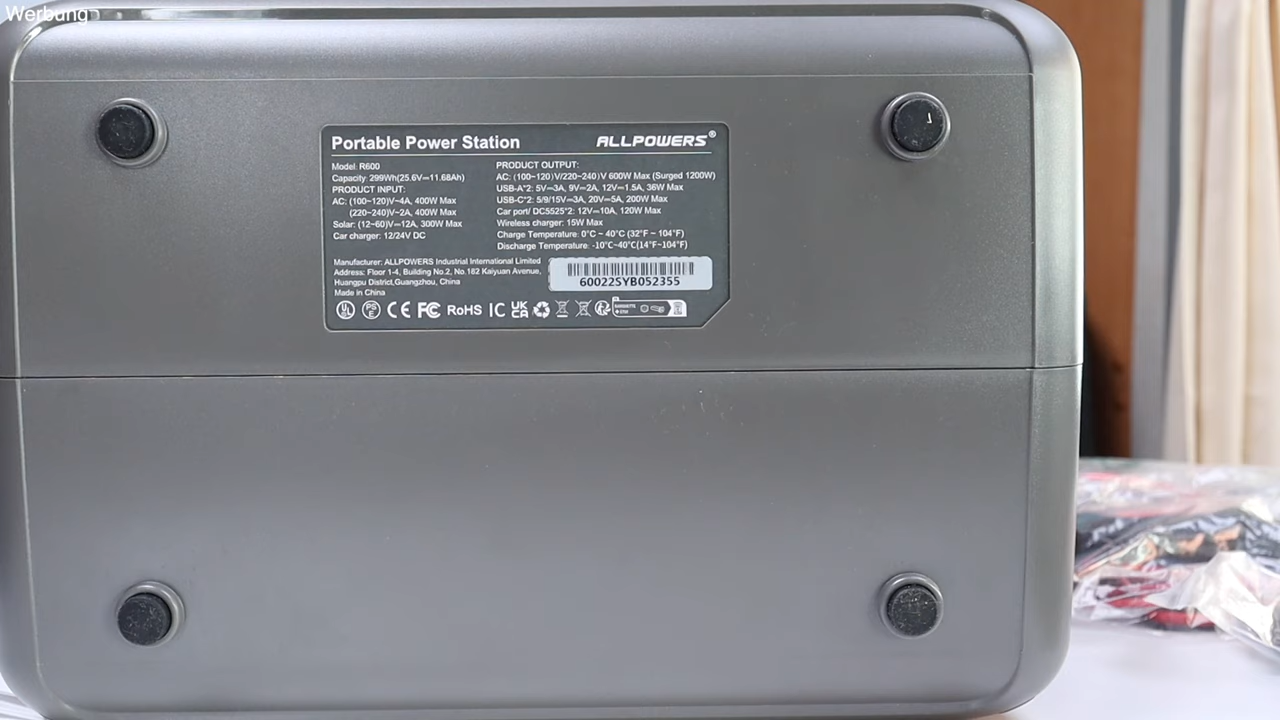 Werbung
Portable Power Station
ALLPOWERS®
Model: R600
Capacity: 299Wh(25.6V⎓11.68Ah)
PRODUCT INPUT:
AC: (100~120)V~4A, 400W Max
(220~240)V~2A, 400W Max
Solar: (12~60)V⎓12A, 300W Max
Car charger: 12/24V DC
PRODUCT OUTPUT:
AC: (100~120)V/(220~240)V 600W Max (Surged 1200W)
USB-A*2: 5V⎓3A, 9V⎓2A, 12V⎓1.5A, 36W Max
USB-C*2: 5/9/15V⎓3A, 20V⎓5A, 200W Max
Car port/ DC5525*2: 12V⎓10A, 120W Max
Wireless charger: 15W Max
Charge Temperature: 0°C ~ 40°C (32°F ~ 104°F)
Discharge Temperature: -10°C~40°C(14°F~104°F)
Manufacturer: ALLPOWERS Industrial International Limited
Address: Floor 1-4, Building No.2, No.182 Kaiyuan Avenue,
Huangpu District,Guangzhou, China
Made in China
60022SYB052355
UL PSE CE FC RoHS IC UKCA